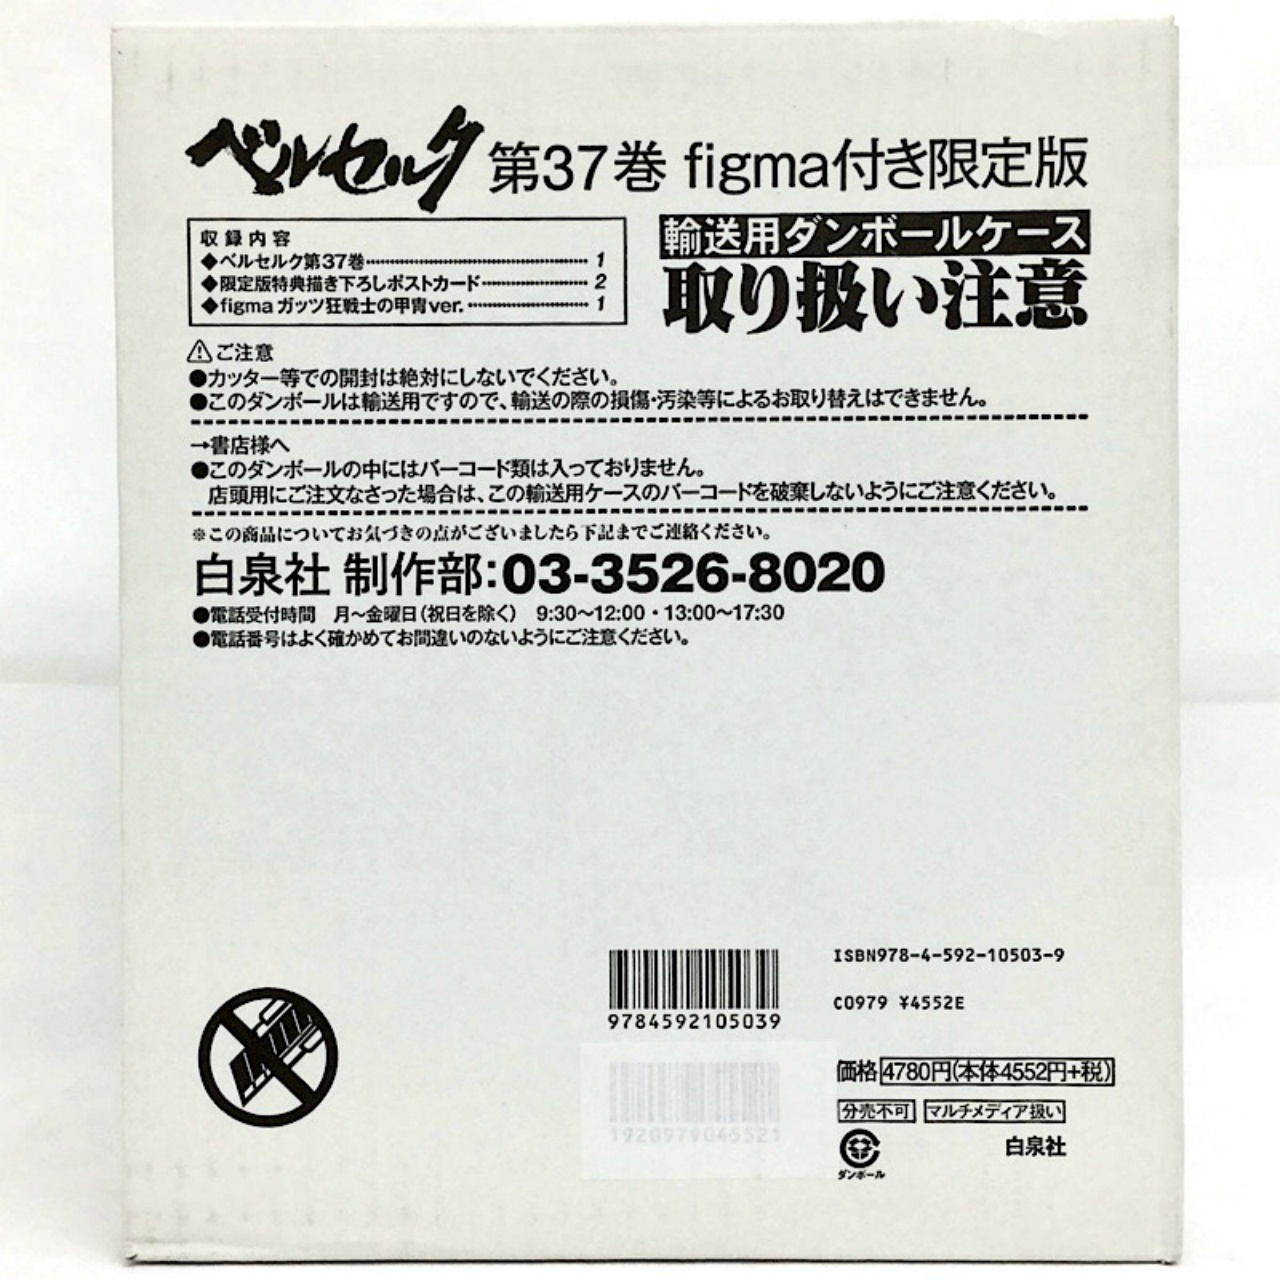 ベルセルク 第37巻 figma付き限定版
収録内容
◆ベルセルク第37巻 1
◆限定版特典描き下ろしポストカード 2
◆figma ガッツ狂戦士の甲冑ver. 1
輸送用ダンボールケース
取り扱い注意
⚠ご注意
●カッター等での開封は絶対にしないでください。
●このダンボールは輸送用ですので、輸送の際の損傷・汚染等によるお取り替えはできません。
→書店様へ
●このダンボールの中にはバーコード類は入っておりません。
店頭用にご注文なさった場合は、この輸送用ケースのバーコードを破棄しないようにご注意ください。
※この商品についてお気づきの点がございましたら下記までご連絡ください。
白泉社 制作部:03-3526-8020
●電話受付時間 月〜金曜日(祝日を除く) 9:30〜12:00・13:00〜17:30
●電話番号はよく確かめてお間違いのないようにご注意ください。
ISBN978-4-592-10503-9
9784592105039
C0979 ¥4552E
価格 4780円(本体4552円+税)
1920979045521
分売不可 マルチメディア扱い
白泉社
ダンボール